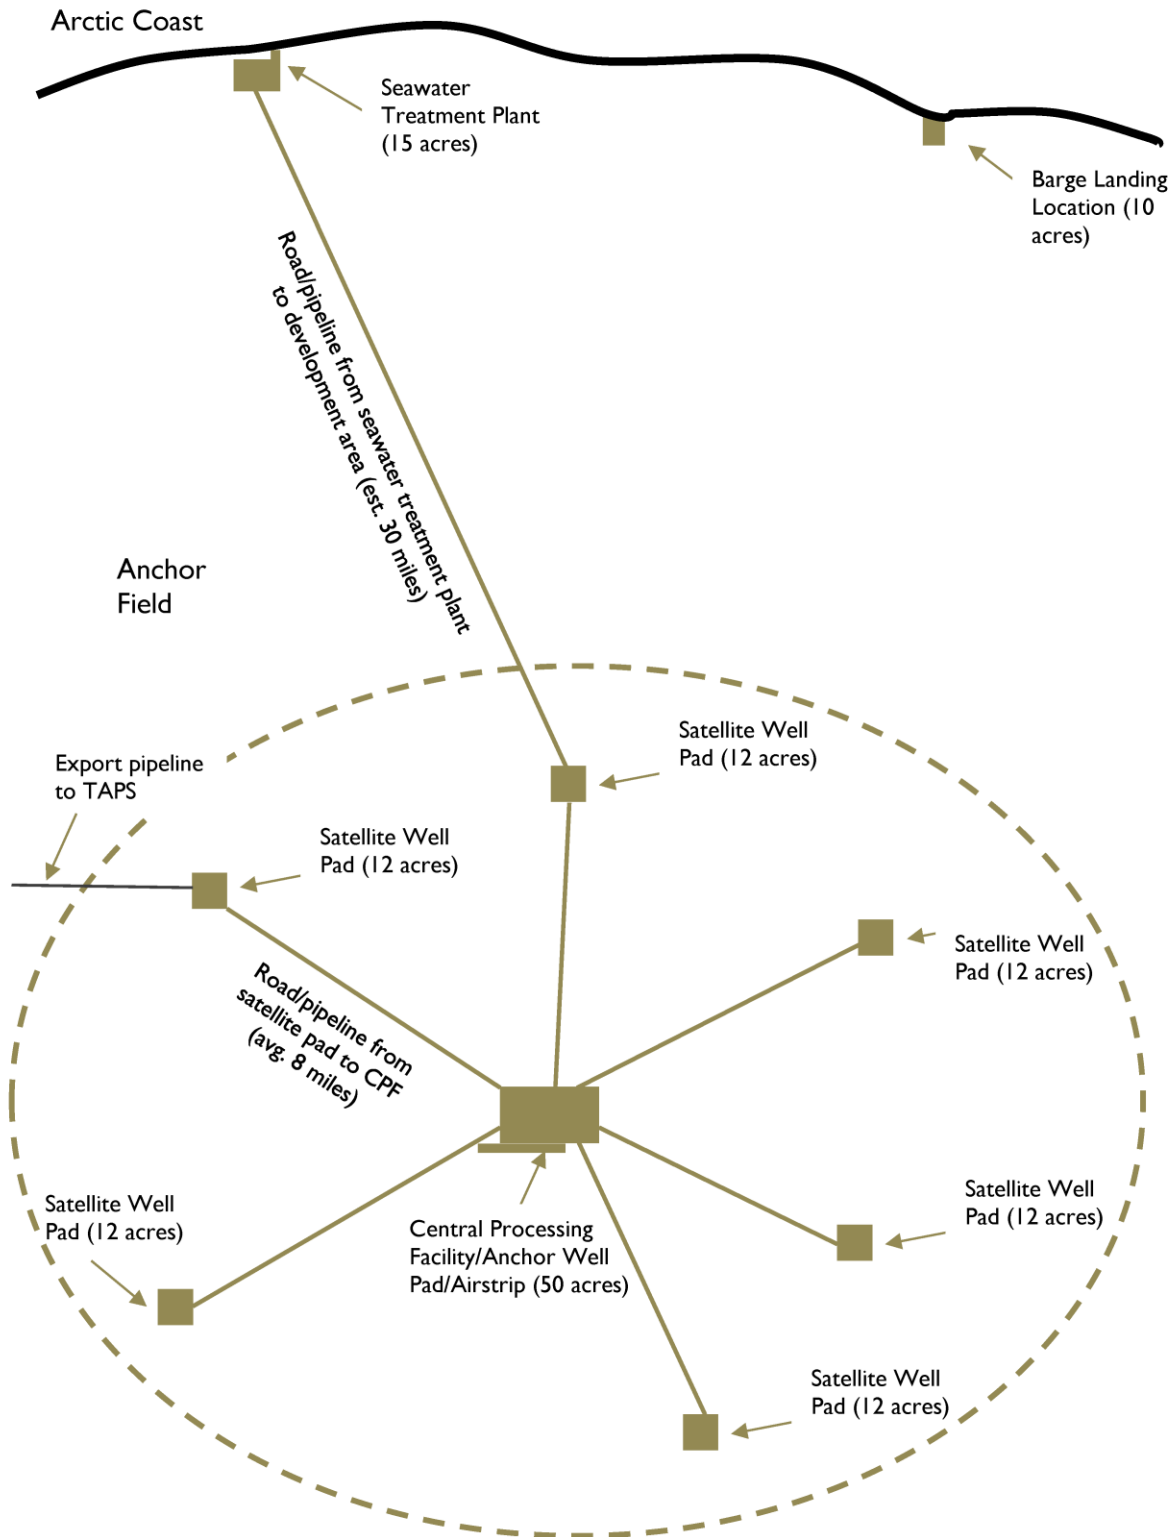 Arctic Coast
Seawater
Treatment Plant
(15 acres)
Barge Landing
Location (10
acres)
Road/pipeline from seawater treatment plant
to development area (est. 30 miles)
Anchor
Field
Satellite Well
Pad (12 acres)
Export pipeline
to TAPS
Satellite Well
Pad (12 acres)
Satellite Well
Pad (12 acres)
Road/pipeline from
satellite pad to CPF
(avg. 8 miles)
Satellite Well
Pad (12 acres)
Central Processing
Facility/Anchor Well
Pad/Airstrip (50 acres)
Satellite Well
Pad (12 acres)
Satellite Well
Pad (12 acres)